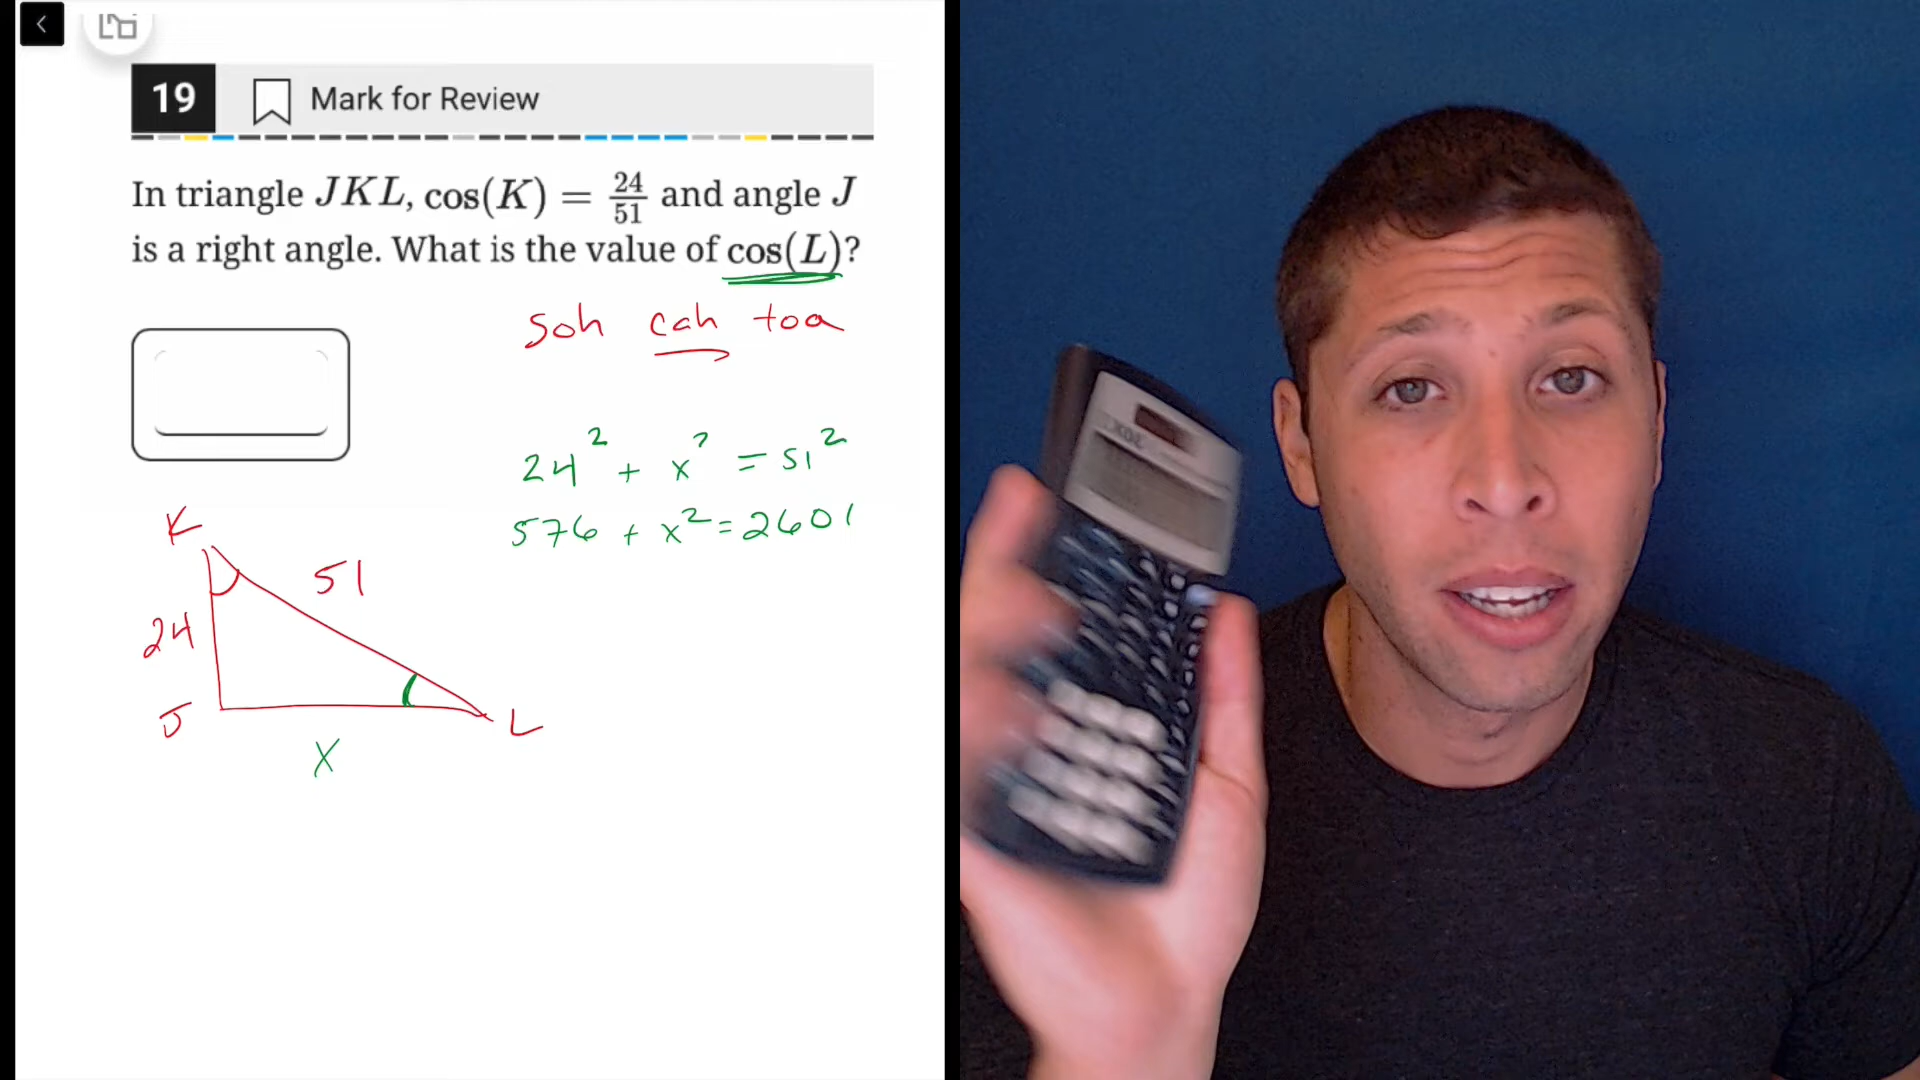 19 Mark for Review
In triangle JKL, cos(K) = 24/51 and angle J
is a right angle. What is the value of cos(L)?
soh cah toa
24² + x² = 51²
576 + x² = 2601
K
51
24
J
L
x